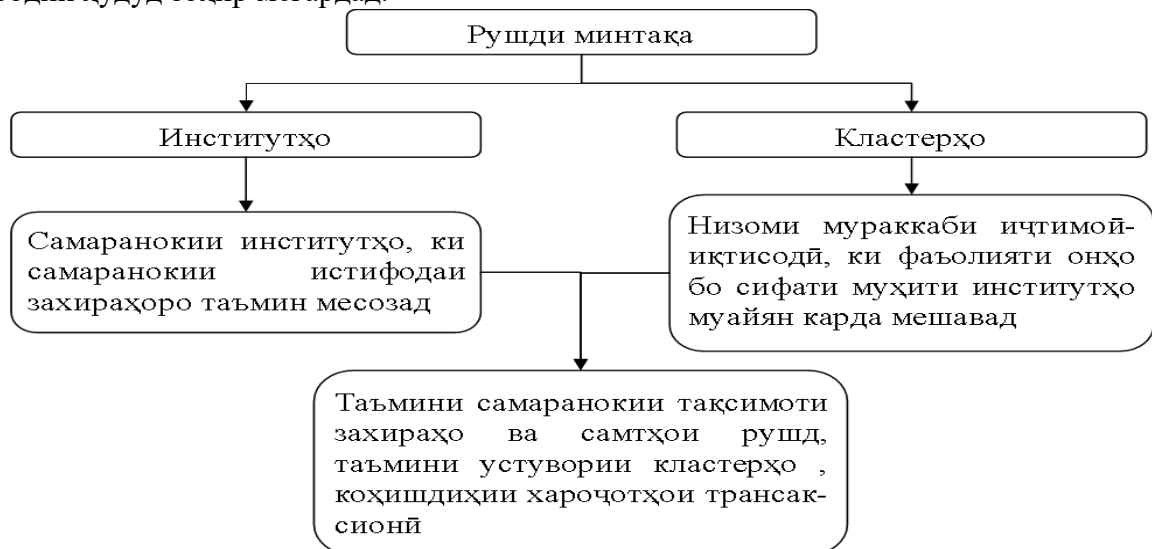 ҳудуд
Рушди минтақа
Институтҳо
Кластерҳо
Самаранокии институтҳо, ки
самаранокии истифодаи
захираҳоро таъмин месозад
Низоми мураккаби иҷтимоӣ-
иқтисодӣ, ки фаъолияти онҳо
бо сифати муҳити институтҳо
муайян карда мешавад
Таъмини самаранокии тақсимоти
захираҳо ва самтҳои рушд,
таъмини устувории кластерҳо ,
коҳишдиҳии хароҷотҳои трансак-
сионӣ